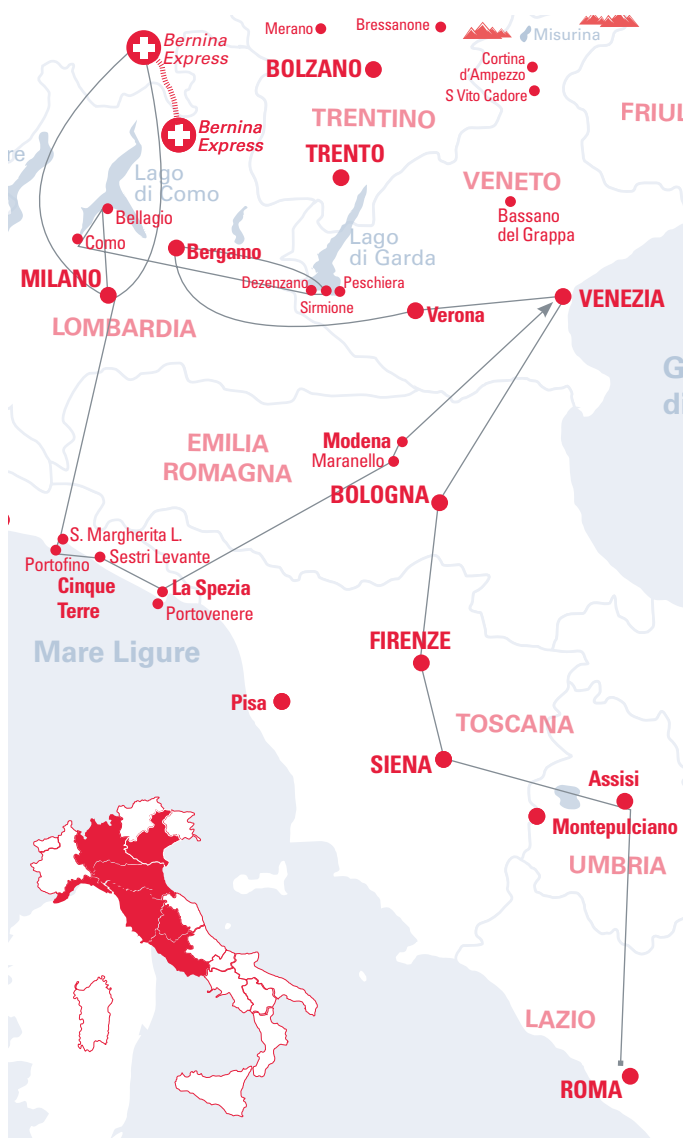 Bernina
Express
Merano
Bressanone
Misurina
Cortina
d'Ampezzo
S Vito Cadore
BOLZANO
TRENTINO
FRIUL
Bernina
Express
re
TRENTO
Lago
di Como
VENETO
Bassano
del Grappa
Bellagio
Como
Bergamo
Lago
di Garda
MILANO
Dezenzano
Peschiera
Sirmione
Verona
VENEZIA
LOMBARDIA
G
di
EMILIA
ROMAGNA
Modena
Maranello
BOLOGNA
S. Margherita L.
Portofino
Sestri Levante
Cinque
Terre
La Spezia
Portovenere
Mare Ligure
FIRENZE
Pisa
TOSCANA
SIENA
Assisi
Montepulciano
UMBRIA
LAZIO
ROMA